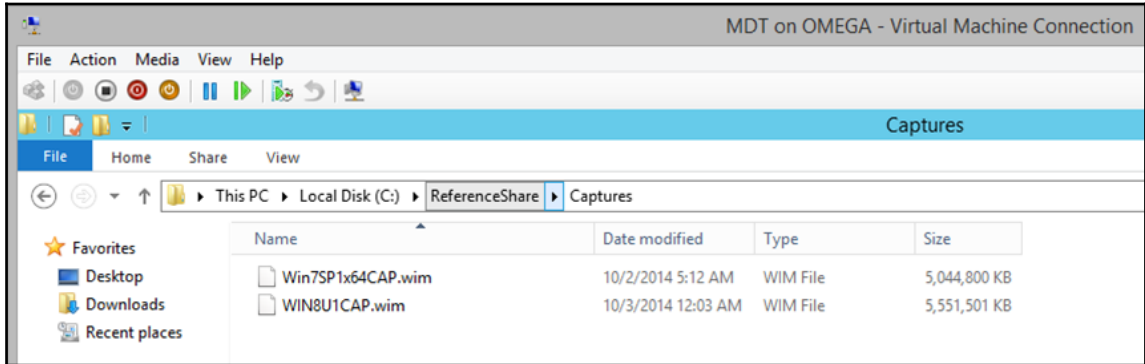 MDT on OMEGA - Virtual Machine Connection
File Action Media View Help
Captures
File Home Share View
This PC Local Disk (C:) ReferenceShare Captures
Favorites
Desktop
Downloads
Recent places
Name Date modified Type Size
Win7SP1x64CAP.wim 10/2/2014 5:12 AM WIM File 5,044,800 KB
WIN8U1CAP.wim 10/3/2014 12:03 AM WIM File 5,551,501 KB